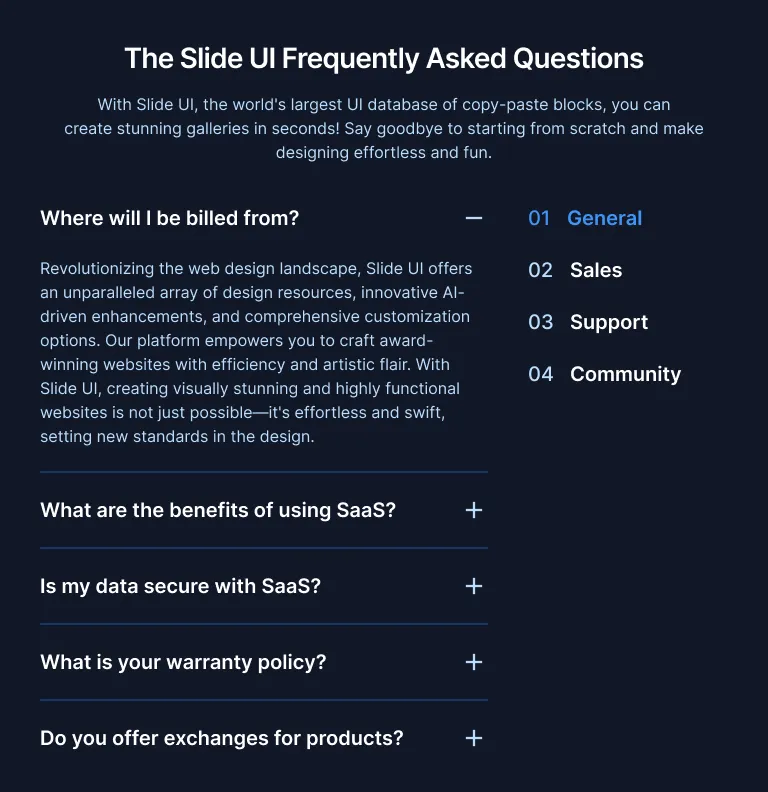 The Slide UI Frequently Asked Questions
With Slide UI, the world's largest UI database of copy-paste blocks, you can
create stunning galleries in seconds! Say goodbye to starting from scratch and make
designing effortless and fun.
Where will I be billed from?
Revolutionizing the web design landscape, Slide UI offers
an unparalleled array of design resources, innovative AI-
driven enhancements, and comprehensive customization
options. Our platform empowers you to craft award-
winning websites with efficiency and artistic flair. With
Slide UI, creating visually stunning and highly functional
websites is not just possible—it's effortless and swift,
setting new standards in the design.
What are the benefits of using SaaS?
Is my data secure with SaaS?
What is your warranty policy?
Do you offer exchanges for products?
01 General
02 Sales
03 Support
04 Community